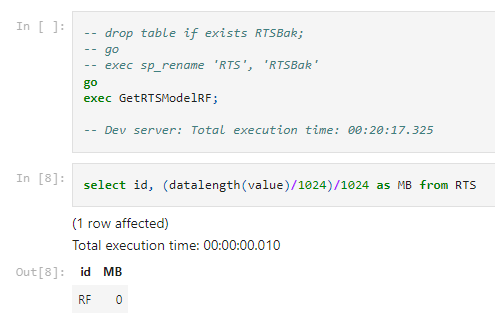 In [ ]:
-- drop table if exists RTSBak;
-- go
-- exec sp_rename 'RTS', 'RTSBak'
go
exec GetRTSModelRF;
-- Dev server: Total execution time: 00:20:17.325
In [8]:
select id, (datalength(value)/1024)/1024 as MB from RTS
(1 row affected)
Total execution time: 00:00:00.010
Out[8]:
id MB
RF 0